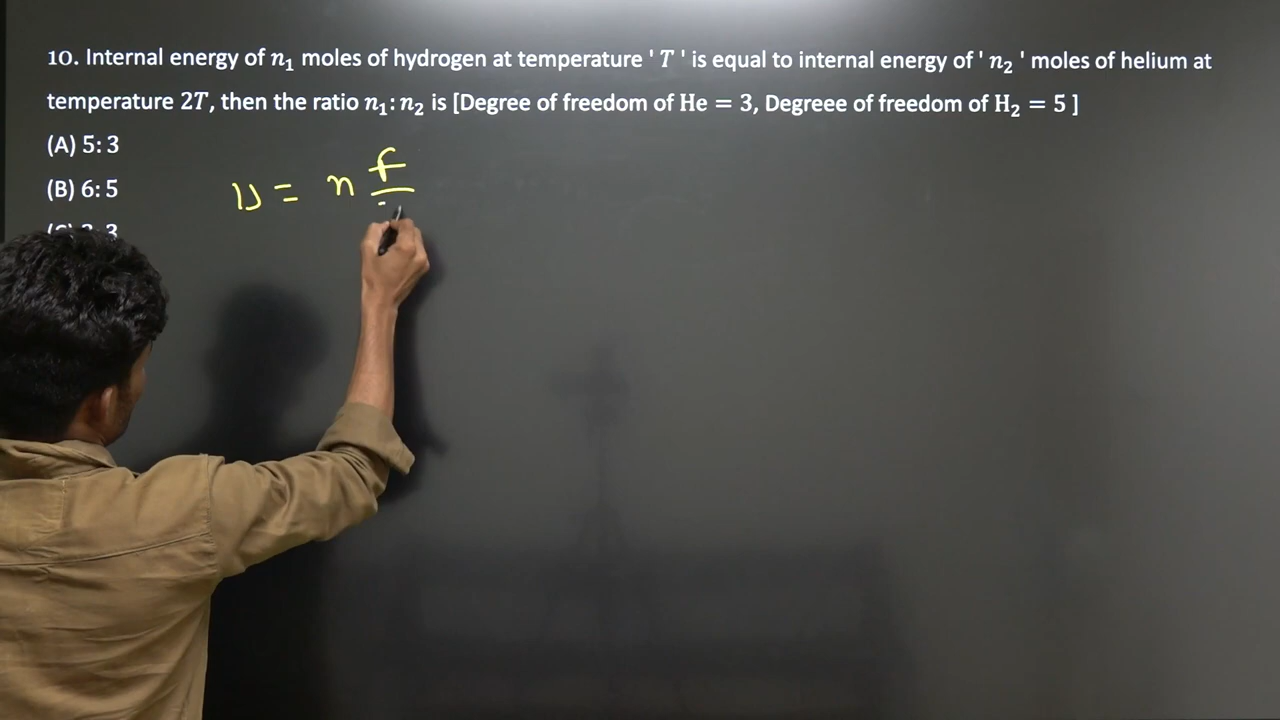 10. Internal energy of n₁ moles of hydrogen at temperature ' T ' is equal to internal energy of ' n₂ ' moles of helium at
temperature 2T, then the ratio n₁: n₂ is [Degree of freedom of He = 3, Degreee of freedom of H₂ = 5 ]
(A) 5: 3
(B) 6: 5
3
U = n f